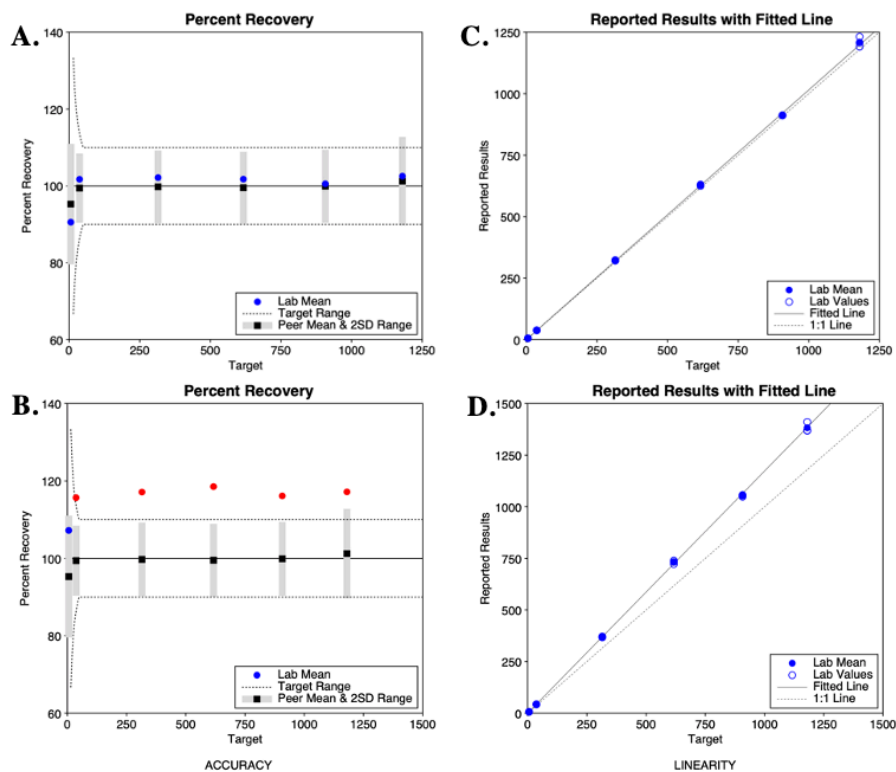 A.
Percent Recovery
140
120
100
80
60
Percent Recovery
0
250
500
750
1000
1250
Target
Lab Mean
Target Range
Peer Mean & 2SD Range
C.
Reported Results with Fitted Line
1250
1000
750
500
250
0
Reported Results
0
250
500
750
1000
1250
Target
Lab Mean
Lab Values
Fitted Line
1:1 Line
B.
Percent Recovery
140
120
100
80
60
Percent Recovery
0
250
500
750
1000
1250
1500
Target
Lab Mean
Target Range
Peer Mean & 2SD Range
ACCURACY
D.
Reported Results with Fitted Line
1500
1250
1000
750
500
250
0
Reported Results
0
250
500
750
1000
1250
1500
Target
Lab Mean
Lab Values
Fitted Line
1:1 Line
LINEARITY